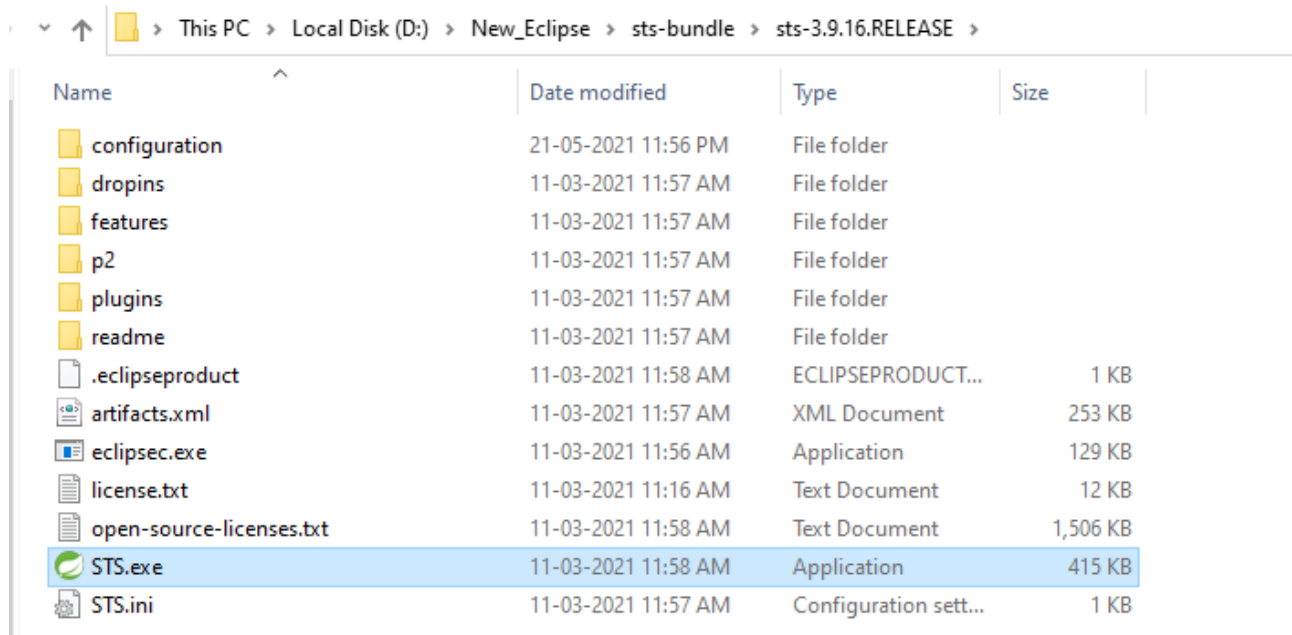 This PC > Local Disk (D:) > New_Eclipse > sts-bundle > sts-3.9.16.RELEASE >
Name Date modified Type Size
configuration 21-05-2021 11:56 PM File folder
dropins 11-03-2021 11:57 AM File folder
features 11-03-2021 11:57 AM File folder
p2 11-03-2021 11:57 AM File folder
plugins 11-03-2021 11:57 AM File folder
readme 11-03-2021 11:57 AM File folder
.eclipseproduct 11-03-2021 11:58 AM ECLIPSEPRODUCT... 1 KB
artifacts.xml 11-03-2021 11:57 AM XML Document 253 KB
eclipsec.exe 11-03-2021 11:56 AM Application 129 KB
license.txt 11-03-2021 11:16 AM Text Document 12 KB
open-source-licenses.txt 11-03-2021 11:58 AM Text Document 1,506 KB
STS.exe 11-03-2021 11:58 AM Application 415 KB
STS.ini 11-03-2021 11:57 AM Configuration sett... 1 KB